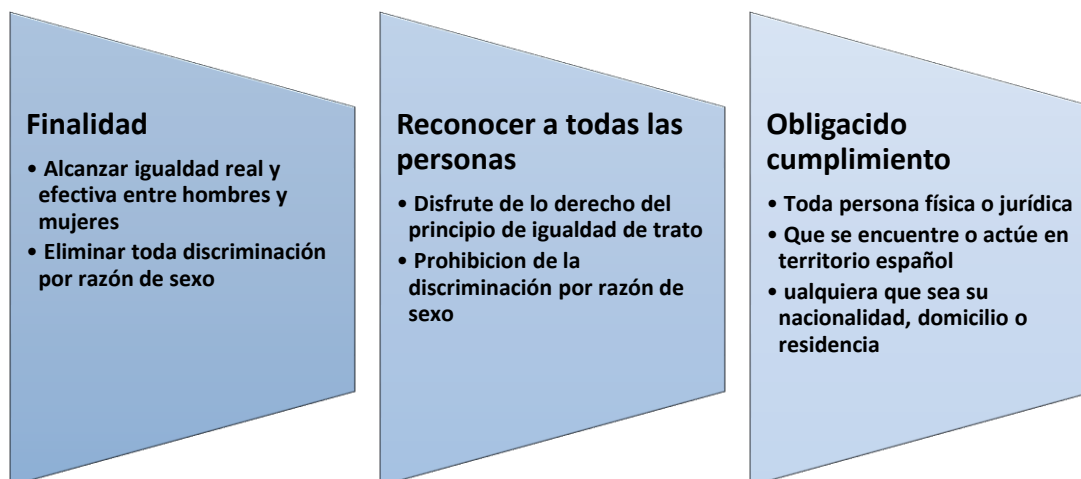 Finalidad
• Alcanzar igualdad real y
efectiva entre hombres y
mujeres
• Eliminar toda discriminación
por razón de sexo
Reconocer a todas las
personas
• Disfrute de lo derecho del
principio de igualdad de trato
• Prohibicion de la
discriminación por razón de
sexo
Obligacido
cumplimiento
• Toda persona física o jurídica
• Que se encuentre o actúe en
territorio español
• ualquiera que sea su
nacionalidad, domicilio o
residencia